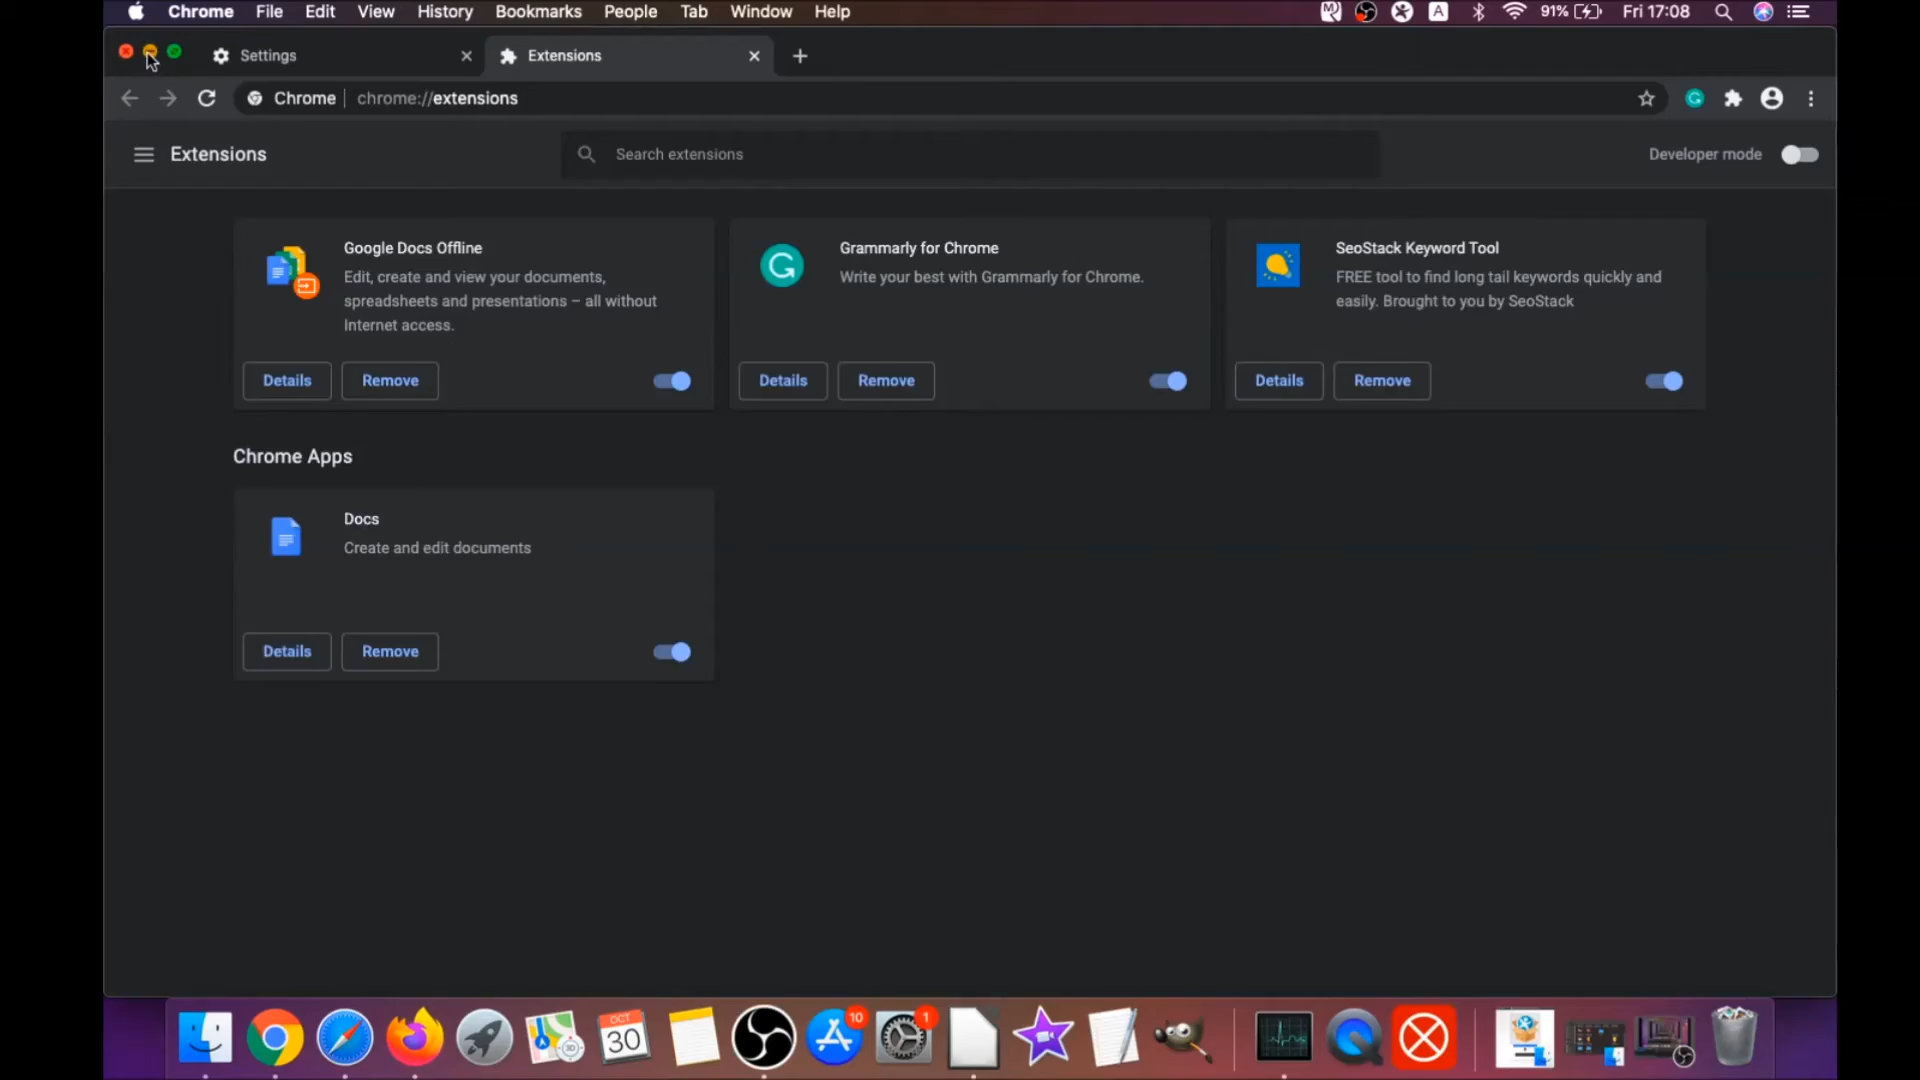 Chrome File Edit View History Bookmarks People Tab Window Help
A 91% Fri 17:08
Settings Extensions
Chrome chrome://extensions
Extensions Search extensions Developer mode
Google Docs Offline
Edit, create and view your documents,
spreadsheets and presentations – all without
Internet access.
Details Remove
Grammarly for Chrome
Write your best with Grammarly for Chrome.
Details Remove
SeoStack Keyword Tool
FREE tool to find long tail keywords quickly and
easily. Brought to you by SeoStack
Details Remove
Chrome Apps
Docs
Create and edit documents
Details Remove
OCT
30
10
1
3D